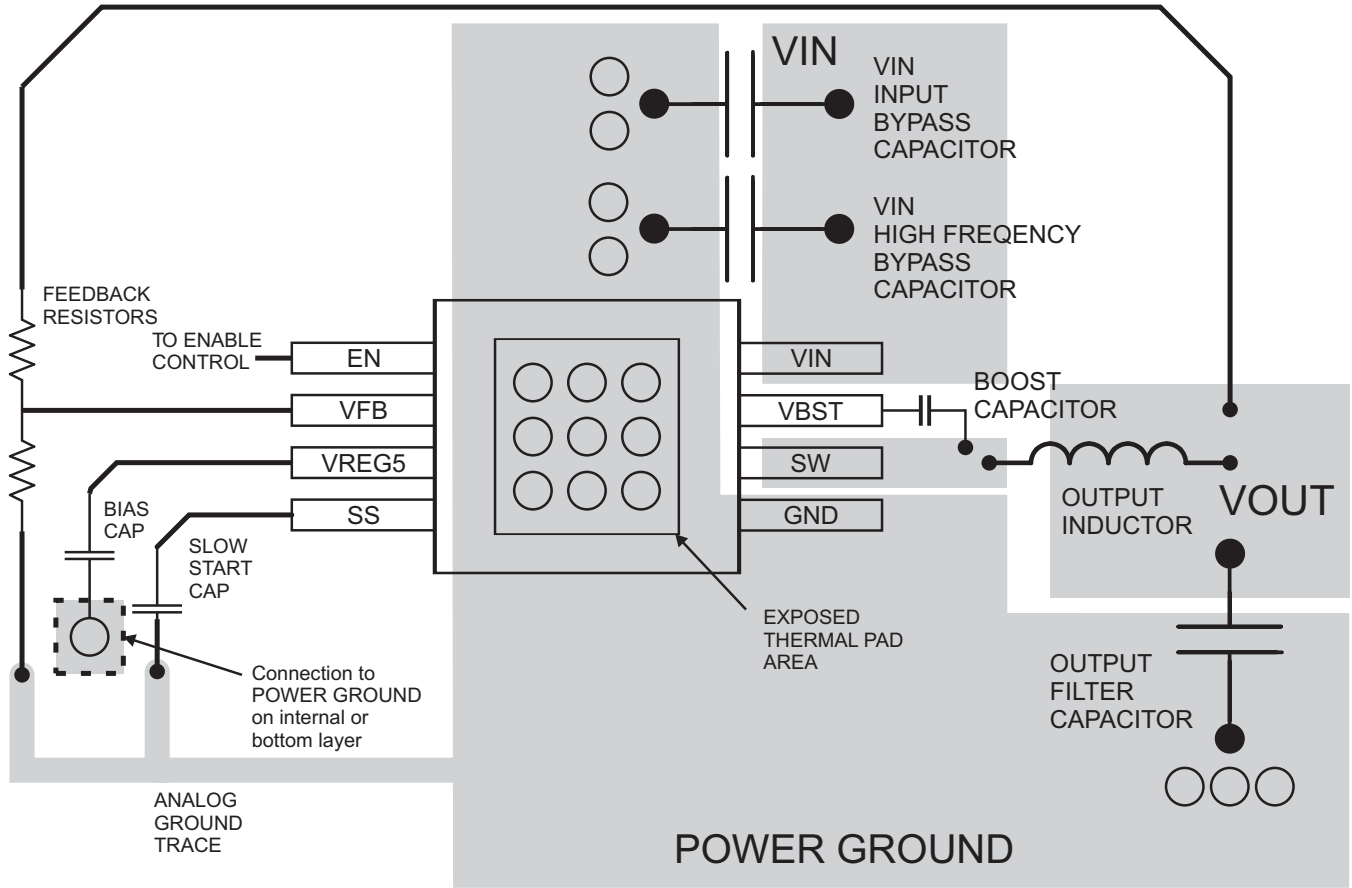 VIN
VIN
INPUT
BYPASS
CAPACITOR
VIN
HIGH FREQENCY
BYPASS
CAPACITOR
FEEDBACK
RESISTORS
TO ENABLE
CONTROL
EN
VFB
VREG5
SS
VIN
VBST
SW
GND
BOOST
CAPACITOR
OUTPUT
INDUCTOR
VOUT
BIAS
CAP
SLOW
START
CAP
EXPOSED
THERMAL PAD
AREA
Connection to
POWER GROUND
on internal or
bottom layer
OUTPUT
FILTER
CAPACITOR
ANALOG
GROUND
TRACE
POWER GROUND